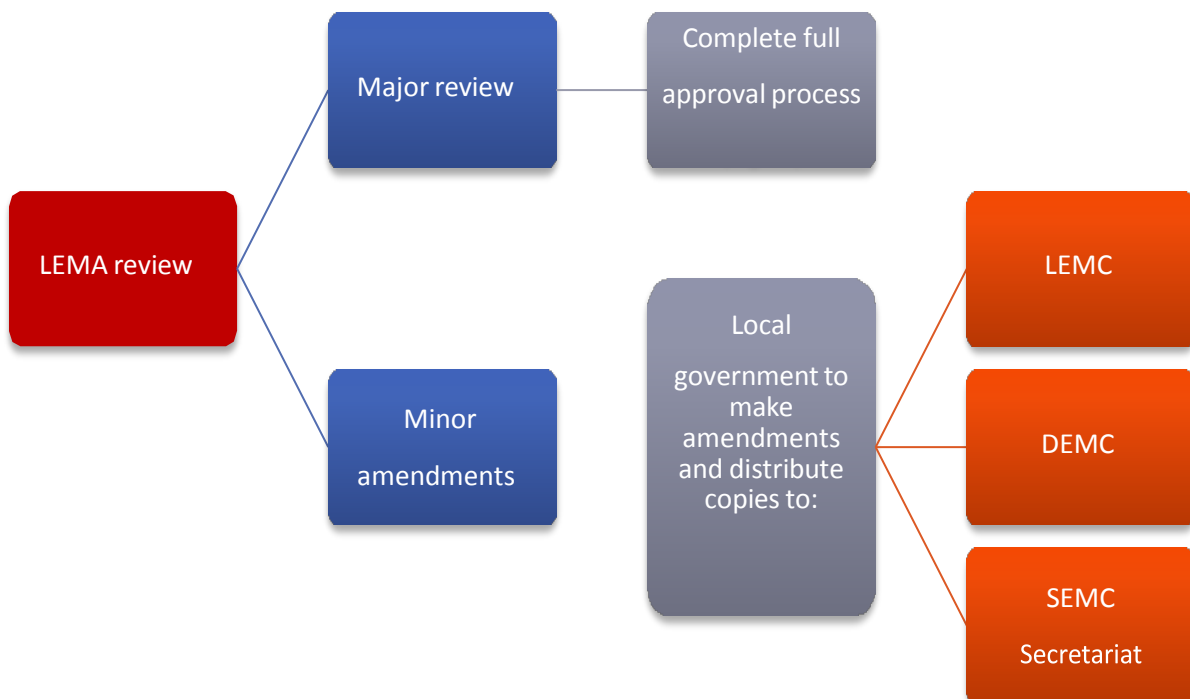 LEMA review
Major review
Complete full
approval process
Minor
amendments
Local
government to
make
amendments
and distribute
copies to:
LEMC
DEMC
SEMC
Secretariat